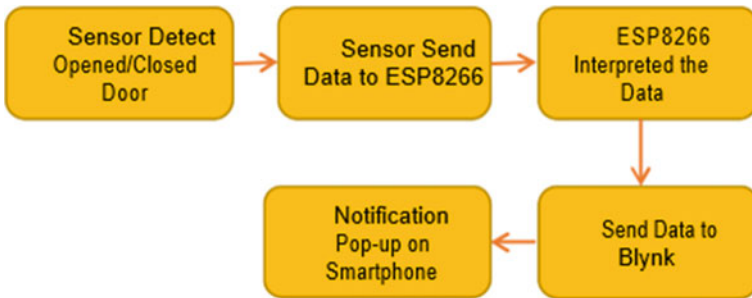 Sensor Detect
Opened/Closed
Door
Sensor Send
Data to ESP8266
ESP8266
Interpreted the
Data
Send Data to
Blynk
Notification
Pop-up on
Smartphone